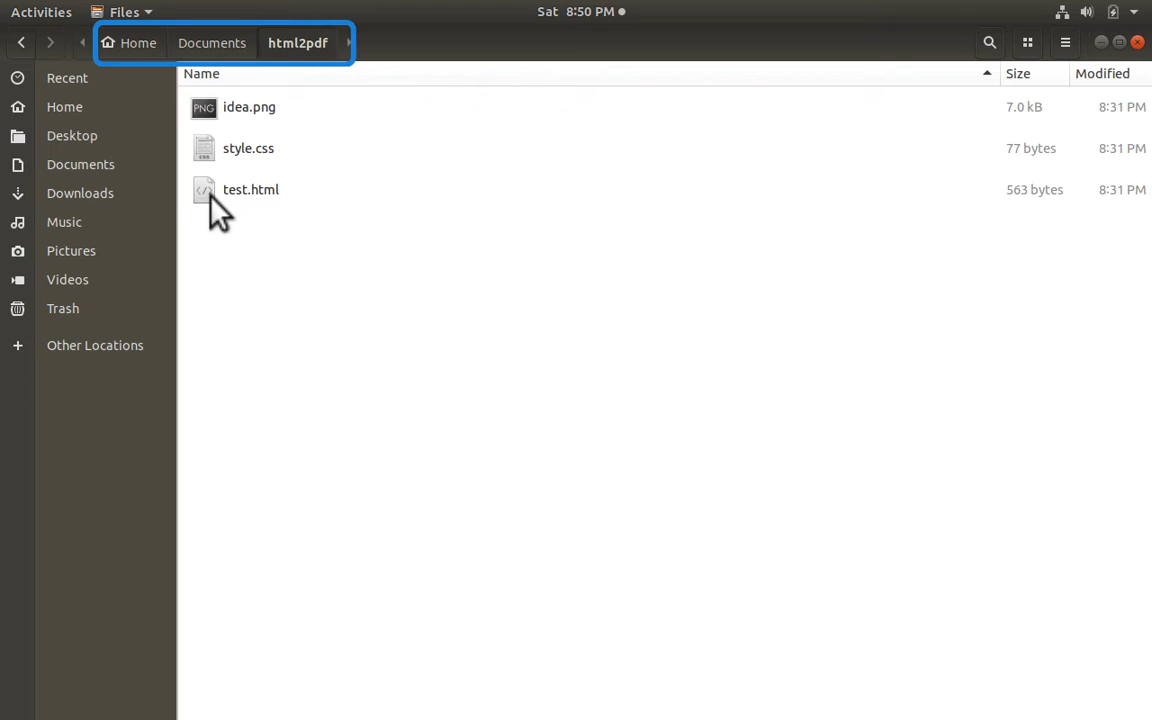 Activities Files Sat 8:50 PM
Home Documents html2pdf
Name Size Modified
Recent
Home
Desktop
Documents
Downloads
Music
Pictures
Videos
Trash
+ Other Locations
PNG idea.png 7.0 kB 8:31 PM
css style.css 77 bytes 8:31 PM
</> test.html 563 bytes 8:31 PM